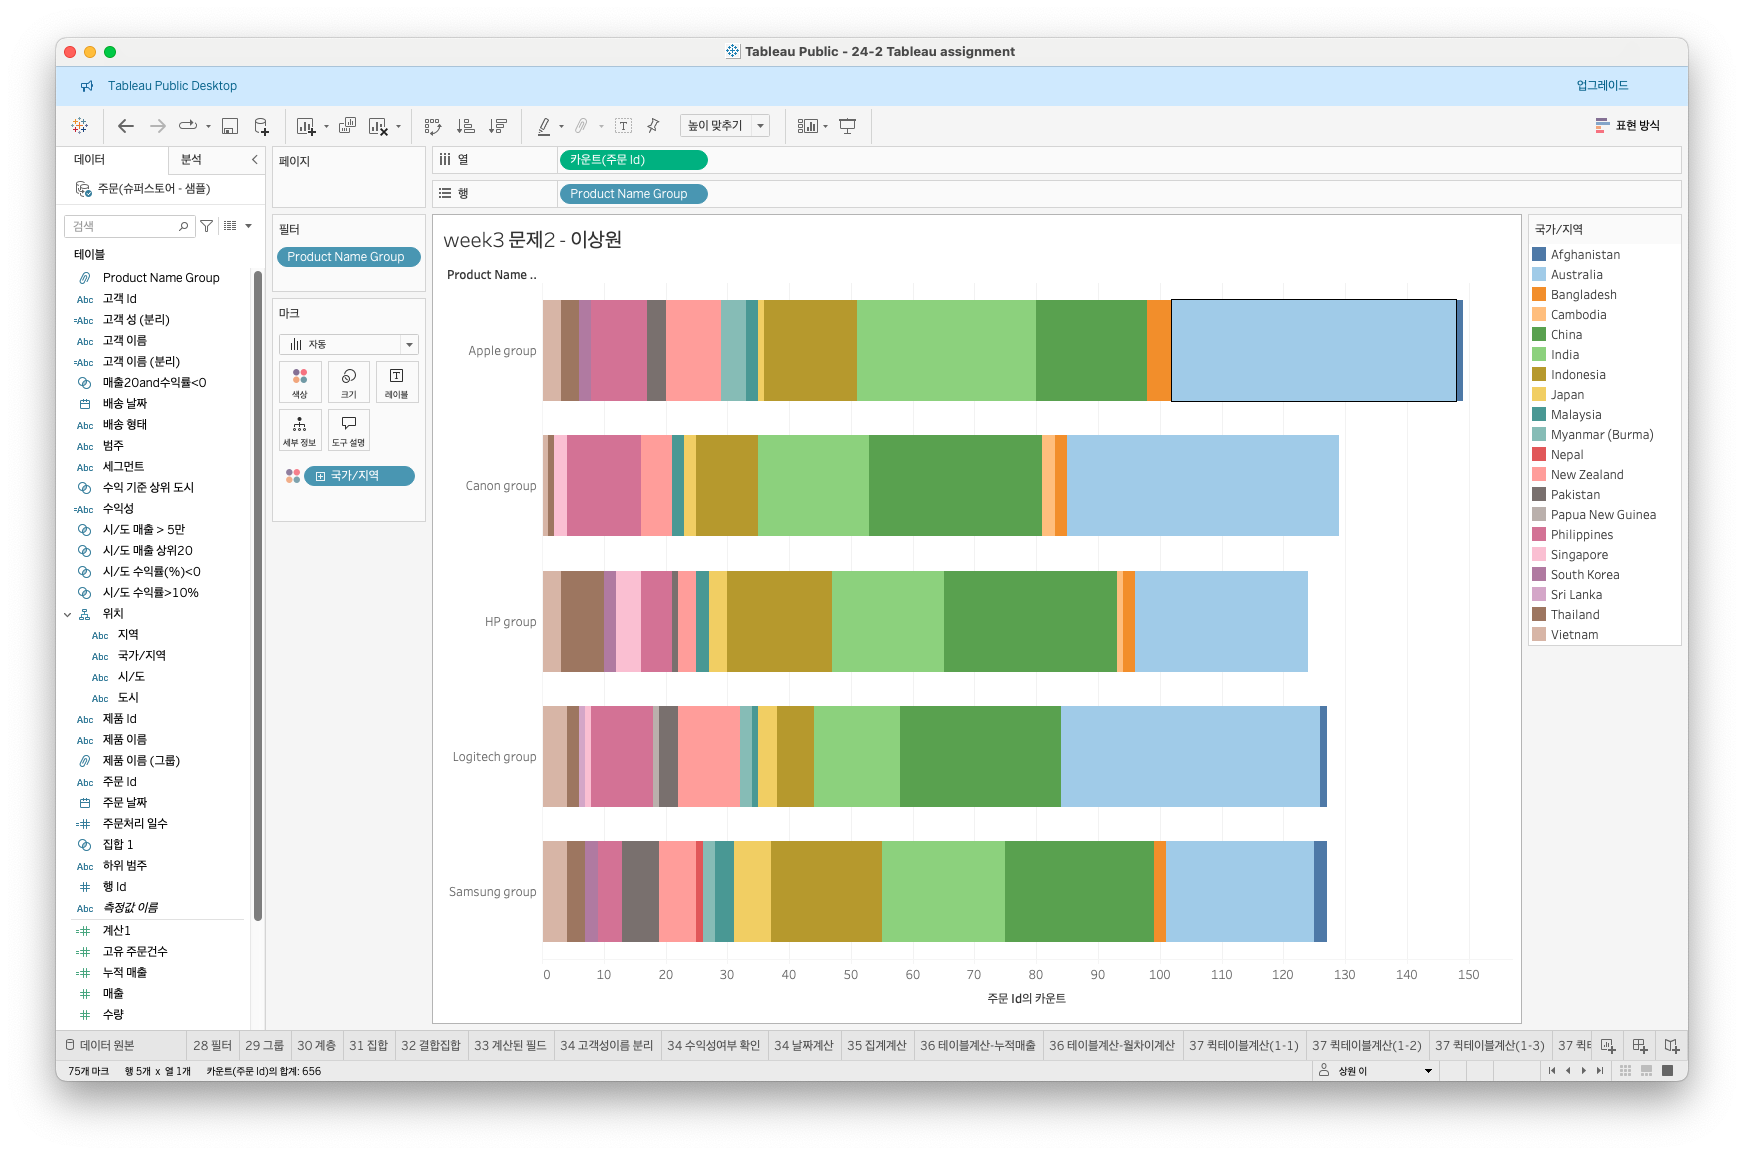 Tableau Public - 24-2 Tableau assignment
Tableau Public Desktop
업그레이드
높이 맞추기
표현 방식
데이터
분석
주문(슈퍼스토어 - 샘플)
검색
테이블
Product Name Group
Abc 고객 Id
=Abc 고객 성 (분리)
Abc 고객 이름
=Abc 고객 이름 (분리)
매출20and수익률<0
배송 날짜
Abc 배송 형태
Abc 범주
Abc 세그먼트
수익 기준 상위 도시
=Abc 수익성
시/도 매출 > 5만
시/도 매출 상위20
시/도 수익률(%)<0
시/도 수익률>10%
위치
Abc 지역
Abc 국가/지역
Abc 시/도
Abc 도시
Abc 제품 Id
Abc 제품 이름
제품 이름 (그룹)
Abc 주문 Id
주문 날짜
주문처리 일수
집합 1
Abc 하위 범주
행 Id
Abc 측정값 이름
계산1
고유 주문건수
누적 매출
매출
수량
페이지
필터
Product Name Group
마크
자동
색상
크기
레이블
세부 정보
도구 설명
국가/지역
열
카운트(주문 Id)
행
Product Name Group
week3 문제2 - 이상원
Product Name ..
Apple group
Canon group
HP group
Logitech group
Samsung group
0 10 20 30 40 50 60 70 80 90 100 110 120 130 140 150
주문 Id의 카운트
국가/지역
Afghanistan
Australia
Bangladesh
Cambodia
China
India
Indonesia
Japan
Malaysia
Myanmar (Burma)
Nepal
New Zealand
Pakistan
Papua New Guinea
Philippines
Singapore
South Korea
Sri Lanka
Thailand
Vietnam
데이터 원본
28 필터
29 그룹
30 계층
31 집합
32 결합집합
33 계산된 필드
34 고객성이름 분리
34 수익성여부 확인
34 날짜계산
35 집계계산
36 테이블계산-누적매출
36 테이블계산-월차이계산
37 퀵테이블계산(1-1)
37 퀵테이블계산(1-2)
37 퀵테이블계산(1-3)
37 퀵
75개 마크
행 5개 x 열 1개
카운트(주문 Id)의 합계: 656
상원 이